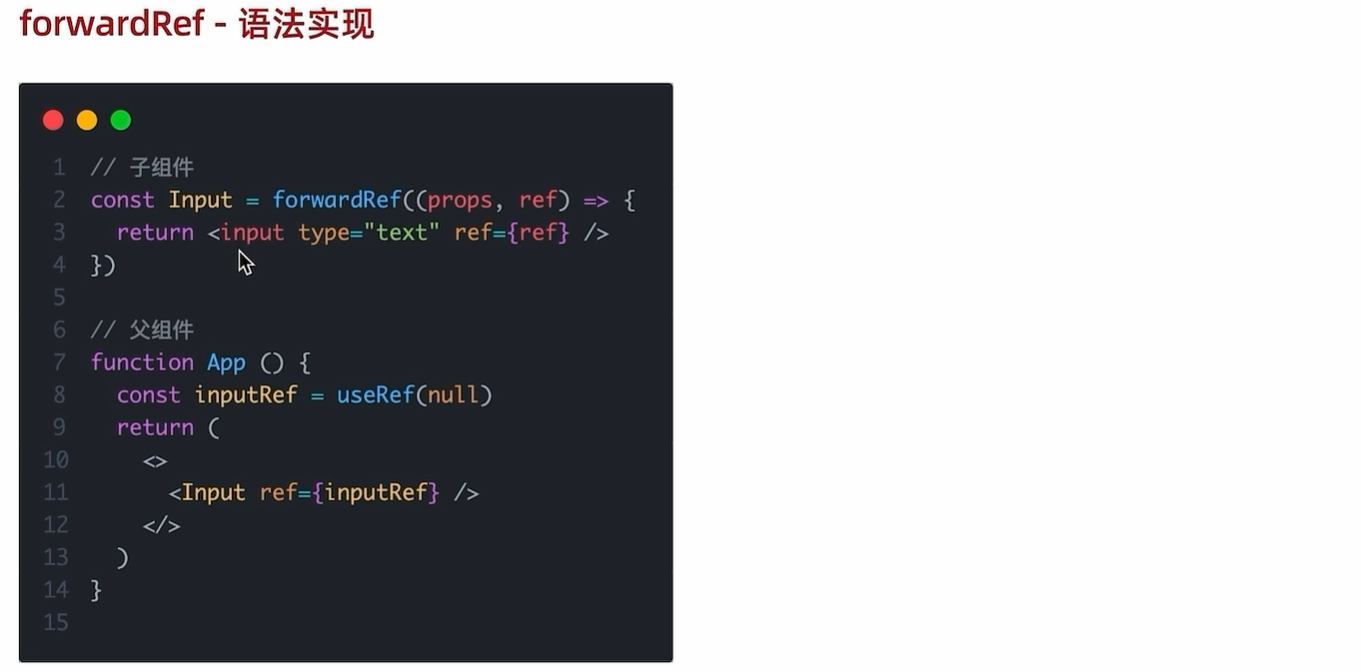 forwardRef - 语法实现
1 // 子组件
2 const Input = forwardRef((props, ref) => {
3   return <input type="text" ref={ref} />
4 })
5
6 // 父组件
7 function App () {
8   const inputRef = useRef(null)
9   return (
10     <>
11       <Input ref={inputRef} />
12     </>
13   )
14 }
15